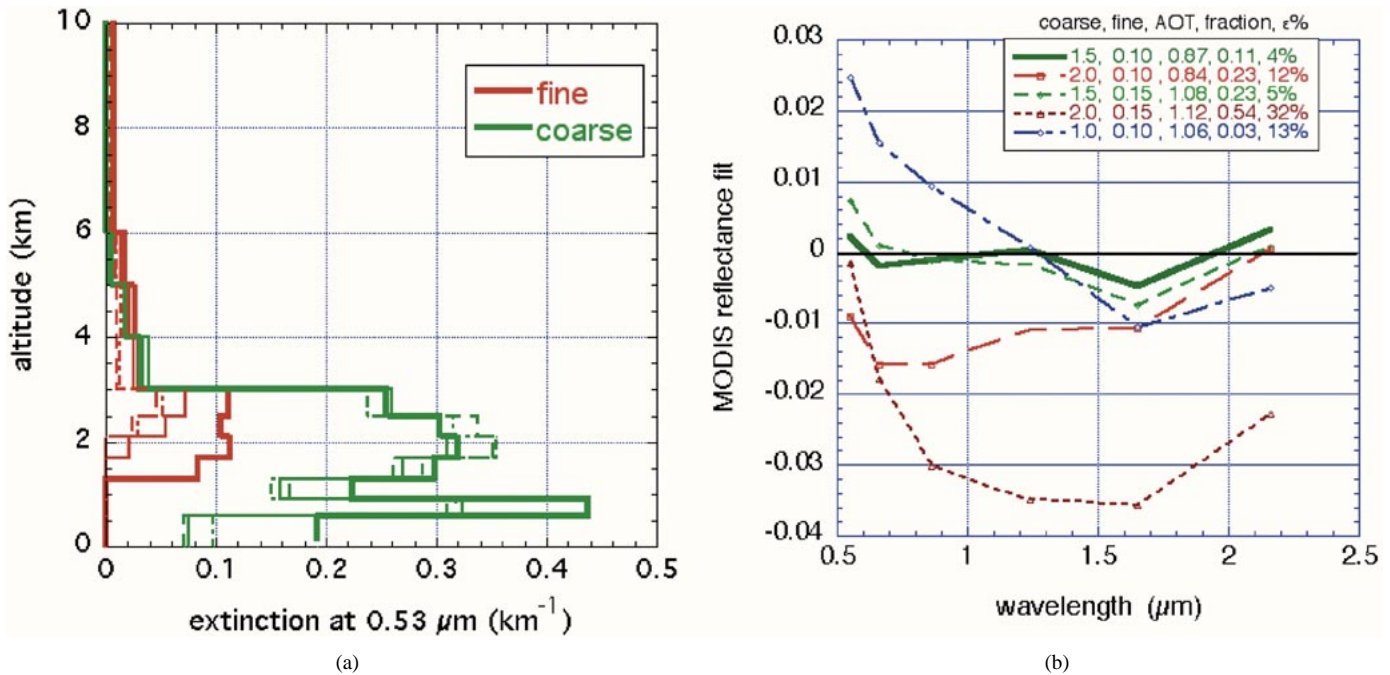 10
8
6
4
2
0
altitude (km)
fine
coarse
0 0.1 0.2 0.3 0.4 0.5
extinction at 0.53 µm (km⁻¹)
(a)
coarse, fine, AOT, fraction, ε%
1.5, 0.10, 0.87, 0.11, 4%
2.0, 0.10, 0.84, 0.23, 12%
1.5, 0.15, 1.08, 0.23, 5%
2.0, 0.15, 1.12, 0.54, 32%
1.0, 0.10, 1.06, 0.03, 13%
0.03
0.02
0.01
0
-0.01
-0.02
-0.03
-0.04
MODIS reflectance fit
0.5 1 1.5 2 2.5
wavelength (µm)
(b)